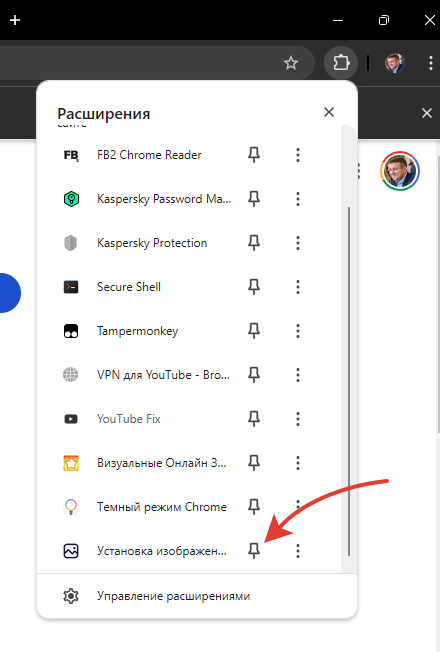 Расширения
сайте
FB2 Chrome Reader
Kaspersky Password Ma...
Kaspersky Protection
Secure Shell
Tampermonkey
VPN для YouTube - Bro...
YouTube Fix
Визуальные Онлайн З...
Темный режим Chrome
Установка изображен...
Управление расширениями